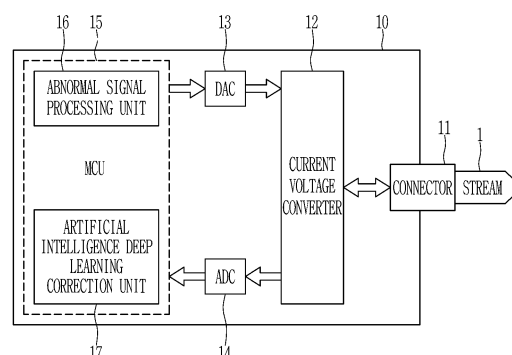 15
16
13
12
10
ABNORMAL SIGNAL
PROCESSING UNIT
DAC
11
1
MCU
CURRENT
VOLTAGE
CONVERTER
CONNECTOR
STREAM
ARTIFICIAL
INTELLIGENCE DEEP
LEARNING
CORRECTION UNIT
ADC
17
14